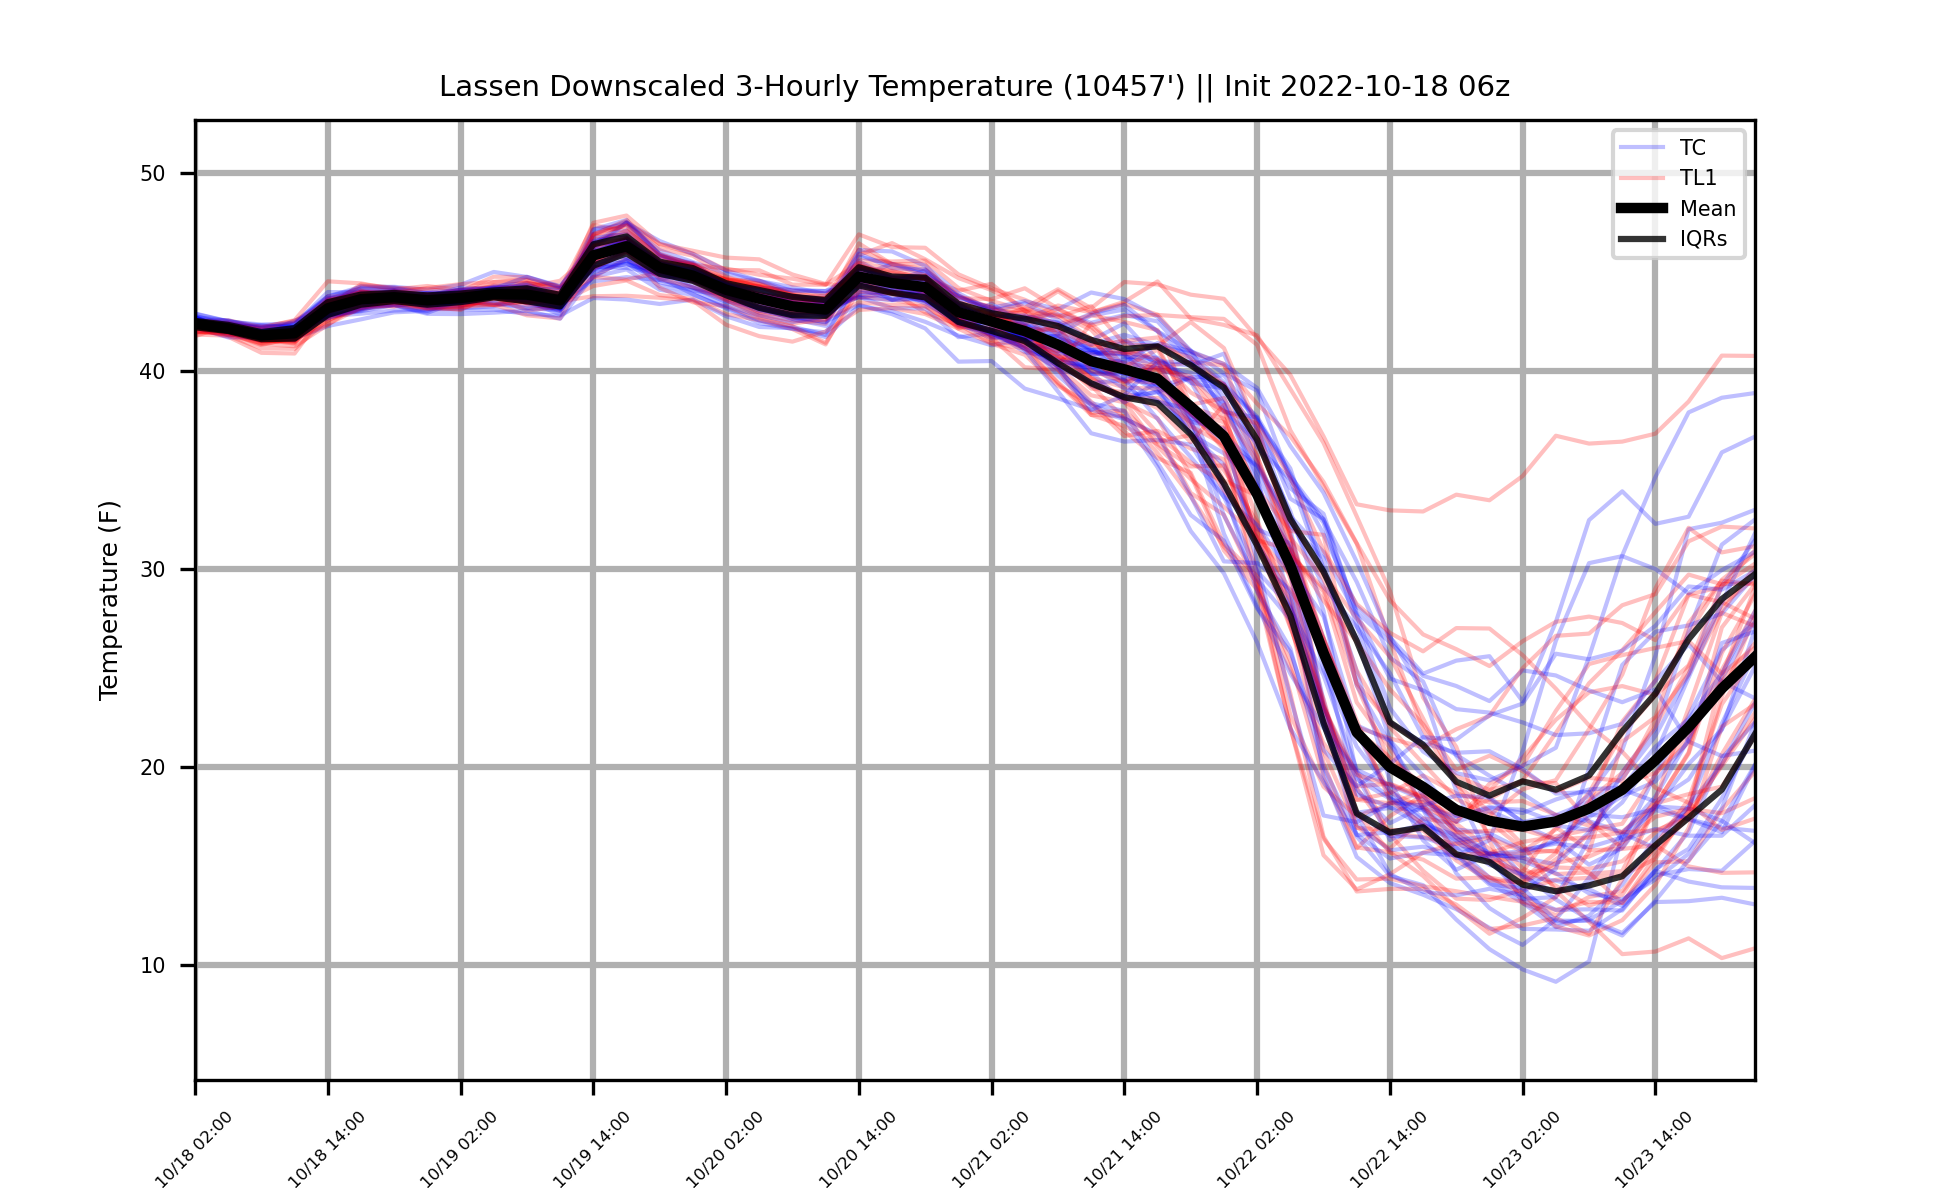 Lassen Downscaled 3-Hourly Temperature (10457') || Init 2022-10-18 06z
TC
TL1
Mean
IQRs
Temperature (F)
50
40
30
20
10
10/18 02:00
10/18 14:00
10/19 02:00
10/19 14:00
10/20 02:00
10/20 14:00
10/21 02:00
10/21 14:00
10/22 02:00
10/22 14:00
10/23 02:00
10/23 14:00